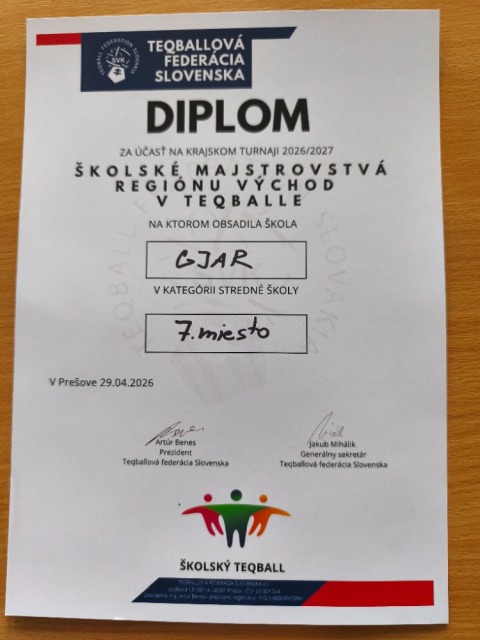 TEQBALLOVÁ
FEDERÁCIA
SLOVENSKA
SVK
DIPLOM
ZA ÚČASŤ NA KRAJSKOM TURNAJI 2026/2027
ŠKOLSKÉ MAJSTROVSTVÁ
REGIÓNU VÝCHOD
V TEQBALLE
NA KTOROM OBSADILA ŠKOLA
GJAR
V KATEGÓRII STREDNÉ ŠKOLY
7. miesto
V Prešove 29.04.2026
Artúr Benes
Prezident
Teqballová federácia Slovenska
Jakub Mihálik
Generálny sekretár
Teqballová federácia Slovenska
ŠKOLSKÝ TEQBALL